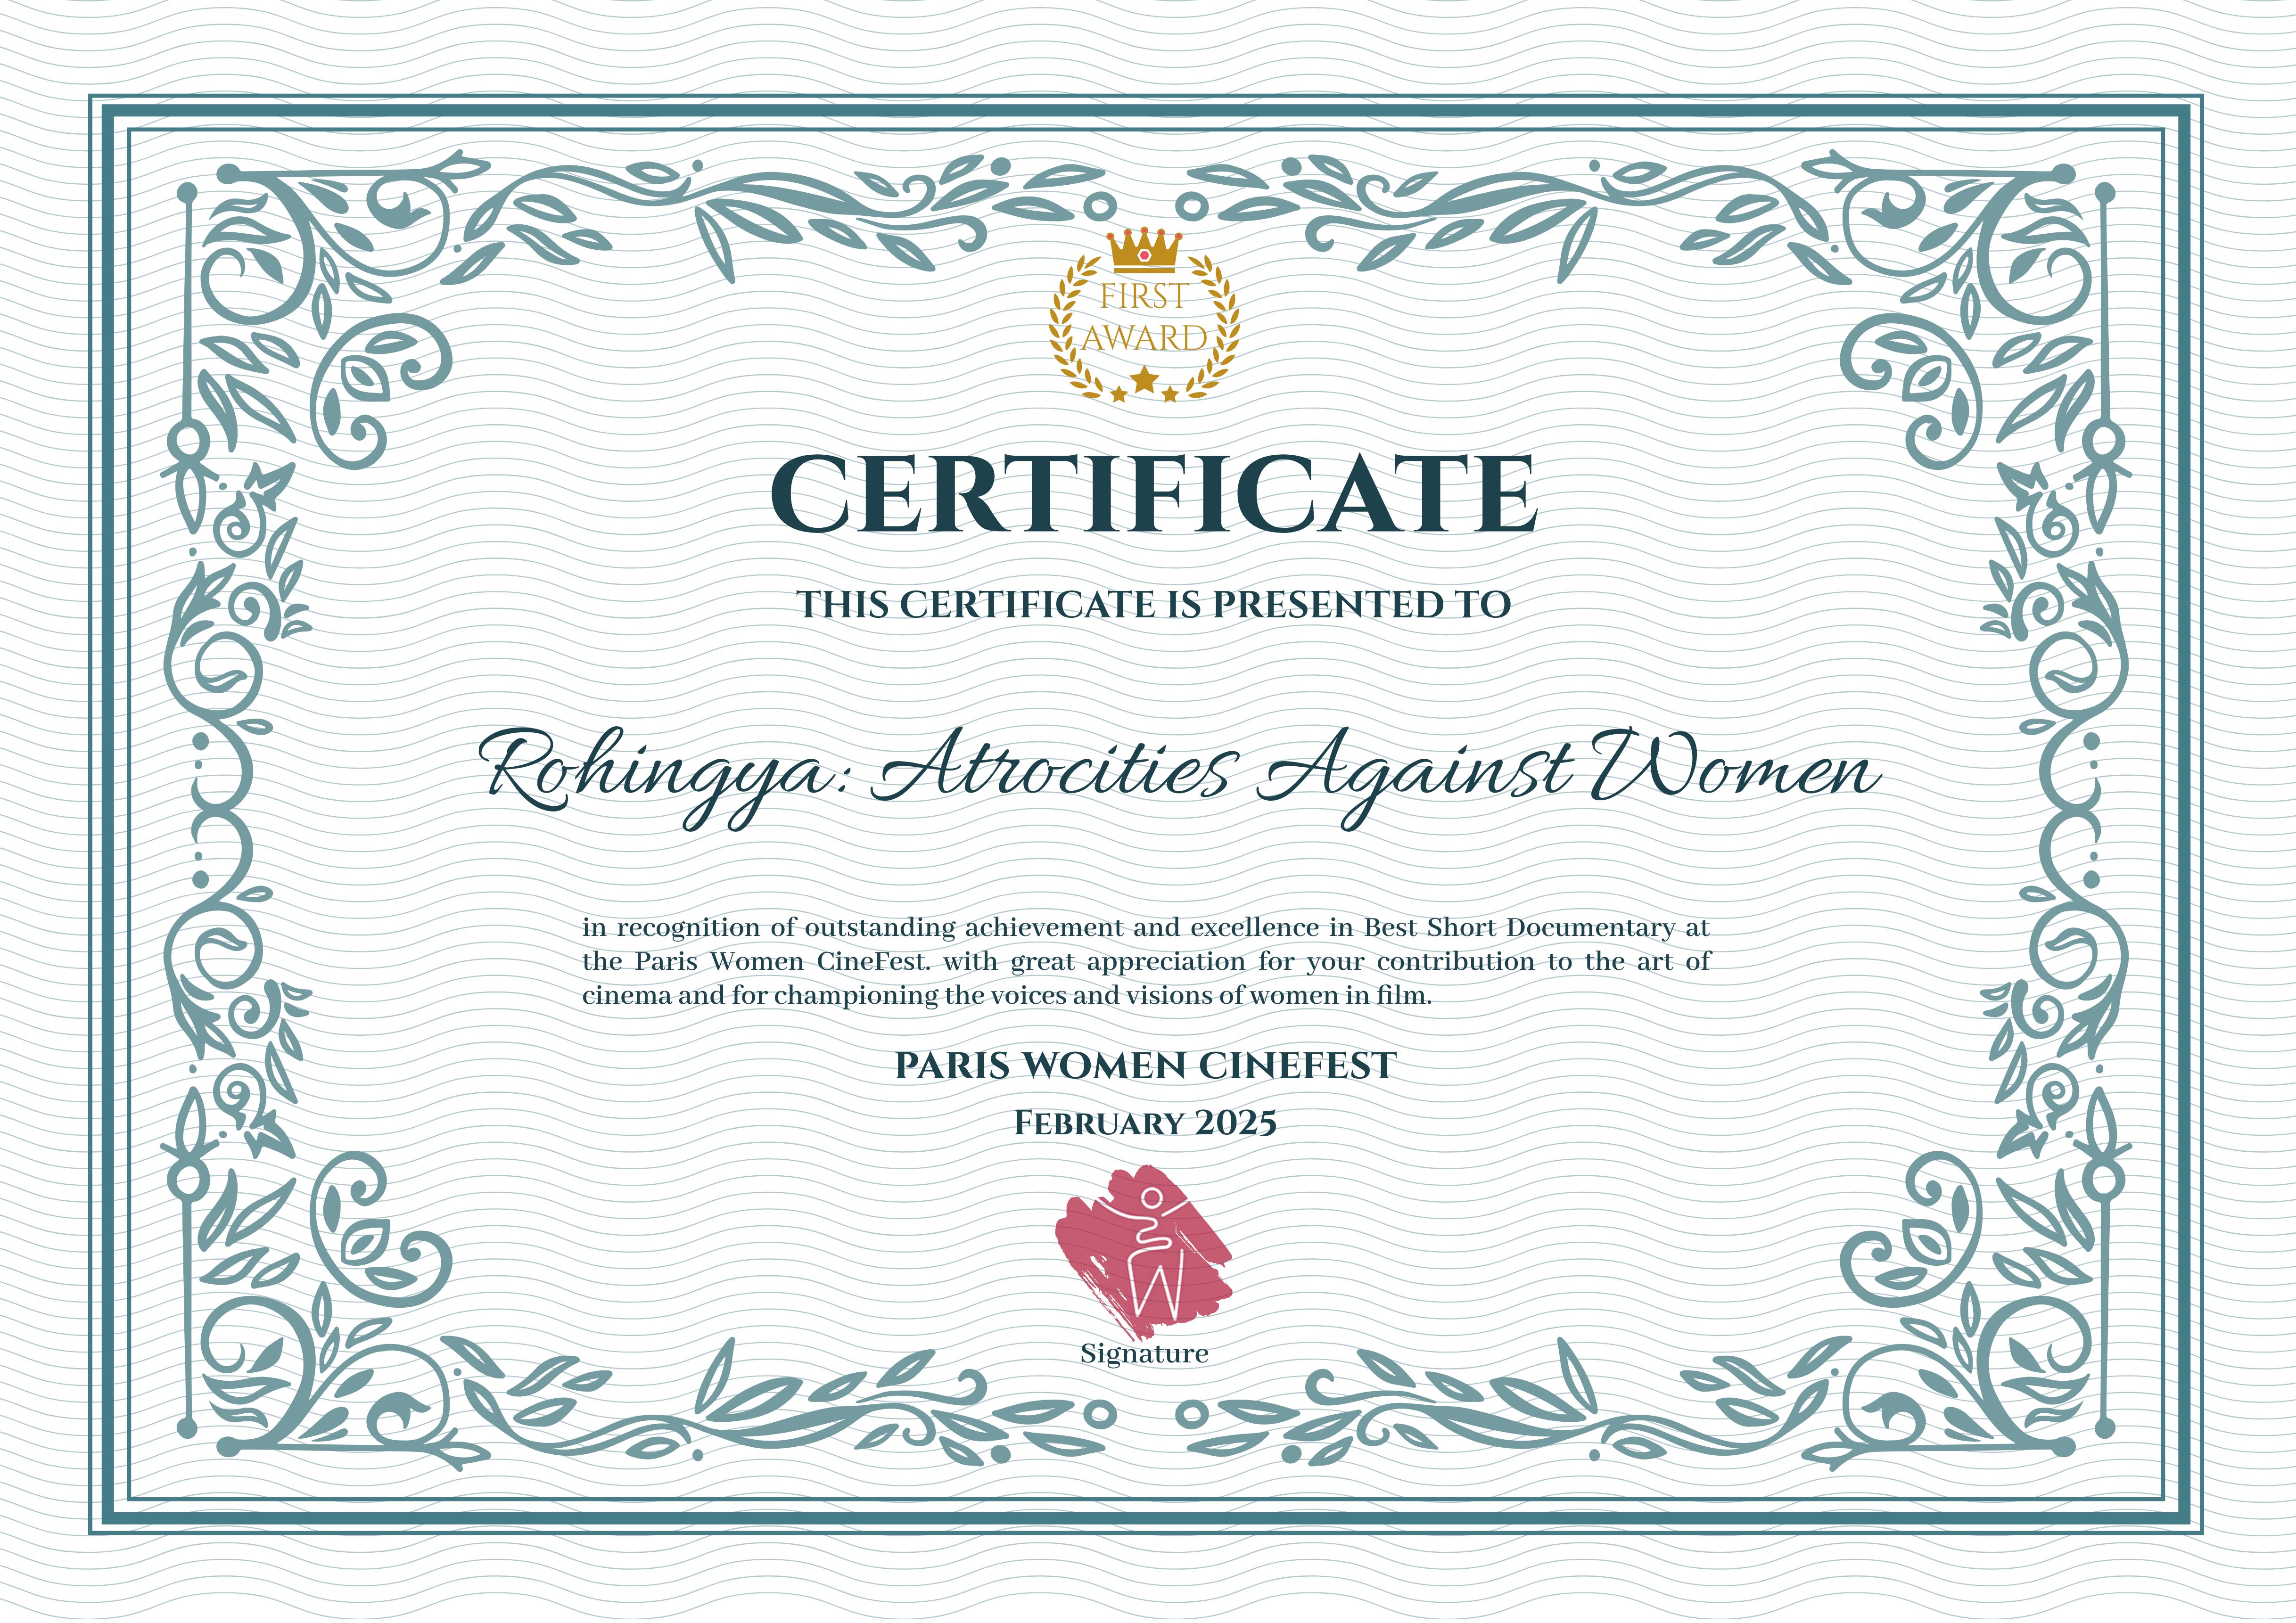 FIRST
AWARD
CERTIFICATE
THIS CERTIFICATE IS PRESENTED TO
Rohingya: Atrocities Against Women
in recognition of outstanding achievement and excellence in Best Short Documentary at
the Paris Women CineFest. with great appreciation for your contribution to the art of
cinema and for championing the voices and visions of women in film.
PARIS WOMEN CINEFEST
FEBRUARY 2025
Signature